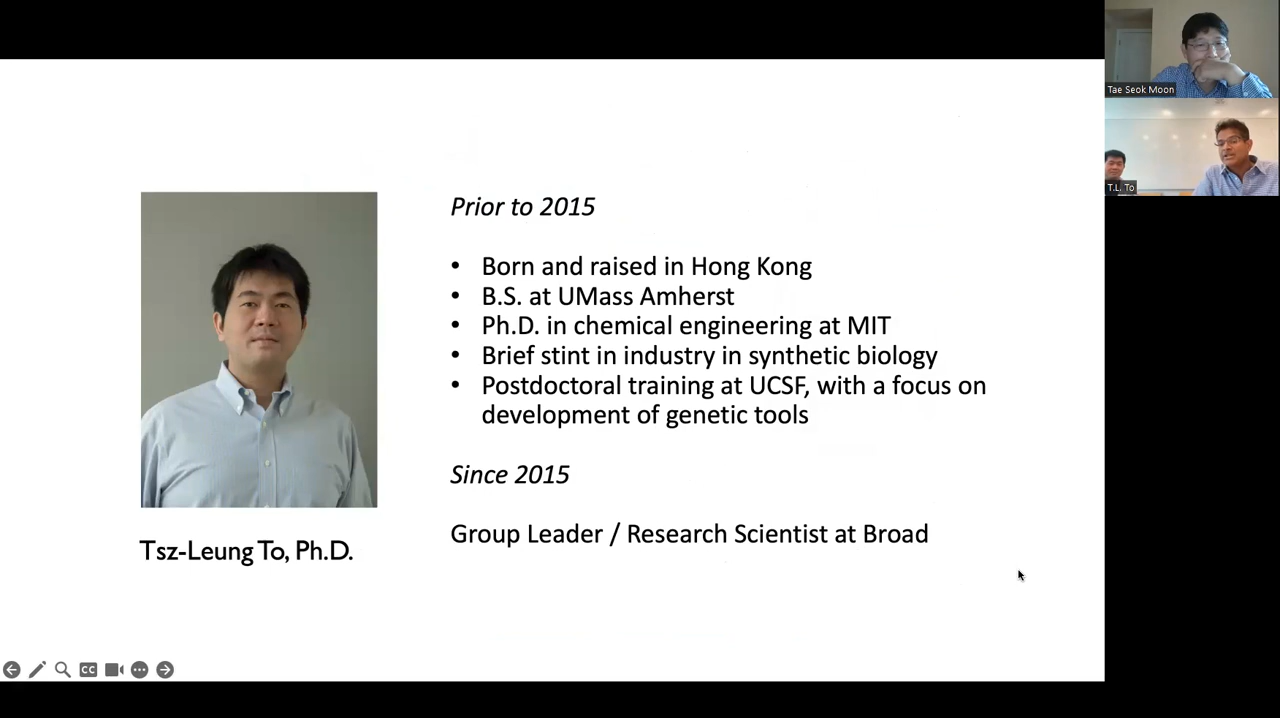 Tae Seok Moon
T.L. To
Prior to 2015
• Born and raised in Hong Kong
• B.S. at UMass Amherst
• Ph.D. in chemical engineering at MIT
• Brief stint in industry in synthetic biology
• Postdoctoral training at UCSF, with a focus on
development of genetic tools
Since 2015
Group Leader / Research Scientist at Broad
Tsz-Leung To, Ph.D.
CC